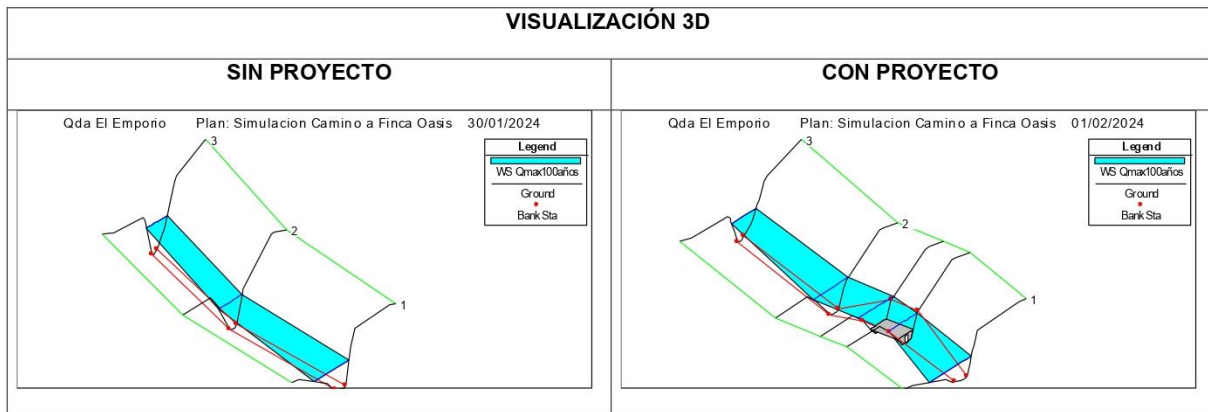 VISUALIZACIÓN 3D
SIN PROYECTO
CON PROYECTO
Qda El Emporio Plan: Simulacion Camino a Finca Oasis 30/01/2024
3
2
1
Legend
WS Qmax100años
Ground
Bank Sta
Qda El Emporio Plan: Simulacion Camino a Finca Oasis 01/02/2024
3
2
1
Legend
WS Qmax100años
Ground
Bank Sta